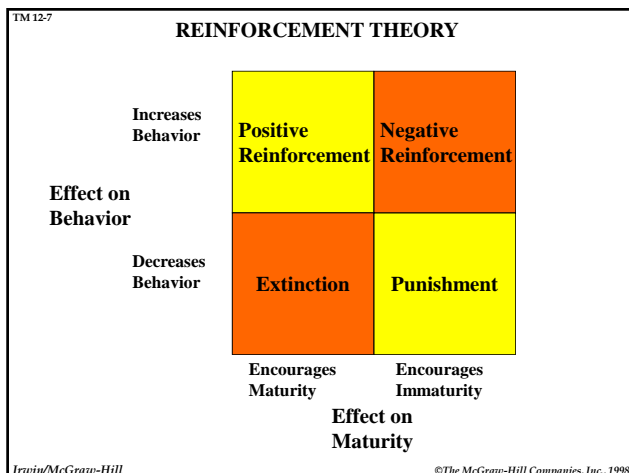 TM 12-7
REINFORCEMENT THEORY
Increases
Behavior
Positive
Reinforcement
Negative
Reinforcement
Effect on
Behavior
Decreases
Behavior
Extinction
Punishment
Encourages
Maturity
Encourages
Immaturity
Effect on
Maturity
Irwin/McGraw-Hill
©The McGraw-Hill Companies, Inc., 1998